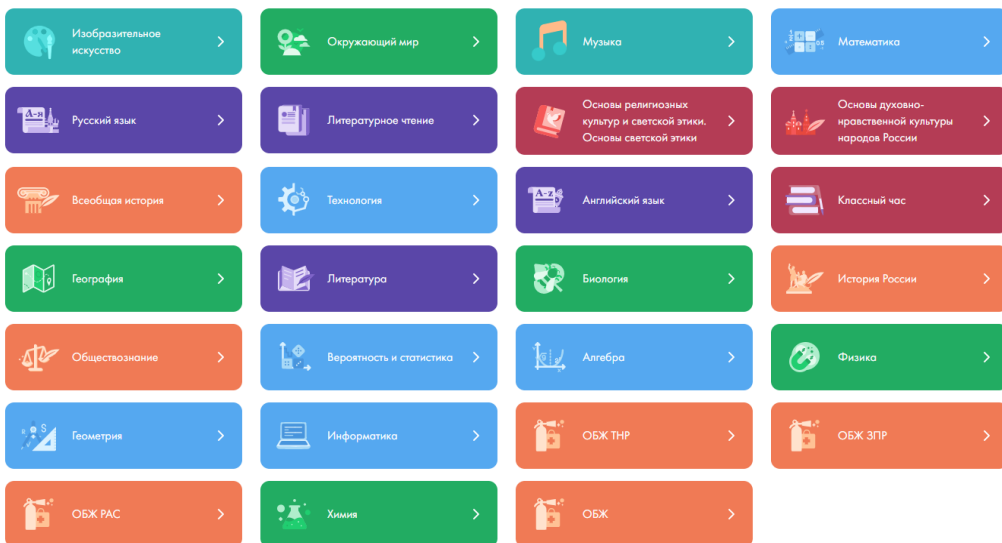 Изобразительное
искусство
Окружающий мир
Музыка
Математика
Русский язык
Литературное чтение
Основы религиозных
культур и светской этики.
Основы светской этики
Основы духовно-
нравственной культуры
народов России
Всеобщая история
Технология
Английский язык
Классный час
География
Литература
Биология
История России
Обществознание
Вероятность и статистика
Алгебра
Физика
Геометрия
Информатика
ОБЖ ТНР
ОБЖ ЗПР
ОБЖ РАС
Химия
ОБЖ